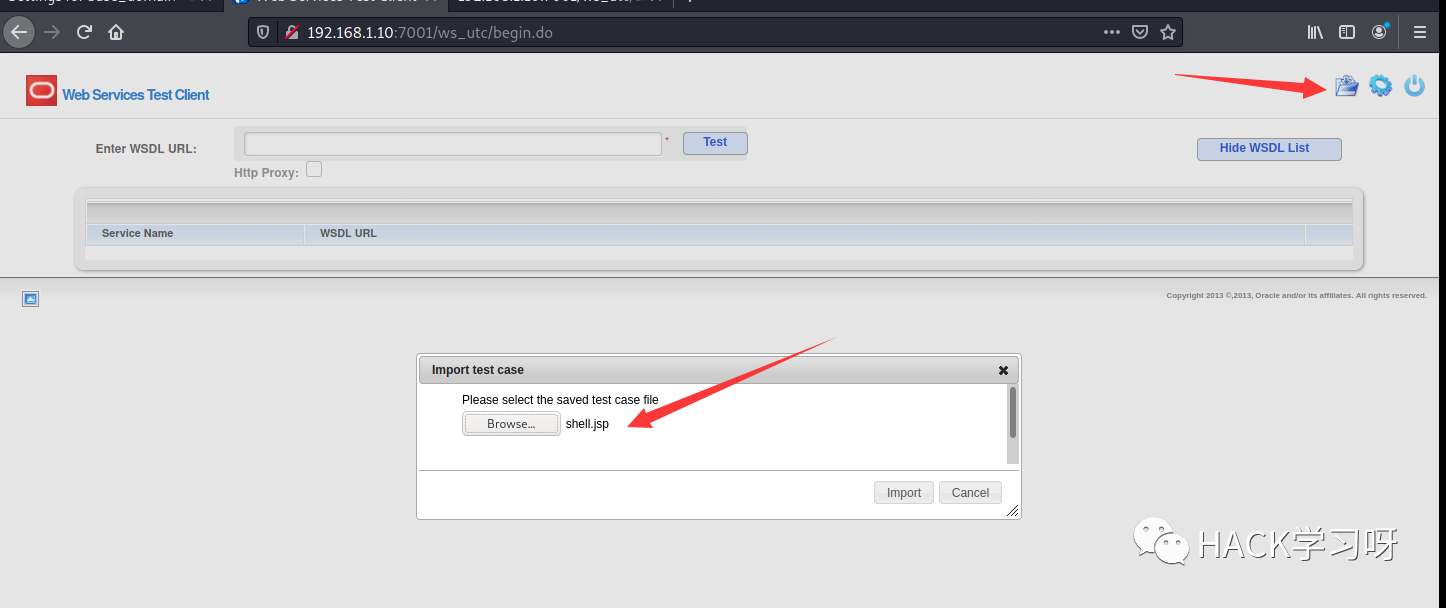 192.168.1.10:7001/ws_utc/begin.do
Web Services Test Client
Enter WSDL URL:
*
Test
Hide WSDL List
Http Proxy:
Service Name
WSDL URL
Copyright 2013 ©,2013, Oracle and/or its affiliates. All rights reserved.
Import test case
Please select the saved test case file
Browse...
shell.jsp
Import
Cancel
HACK学习呀